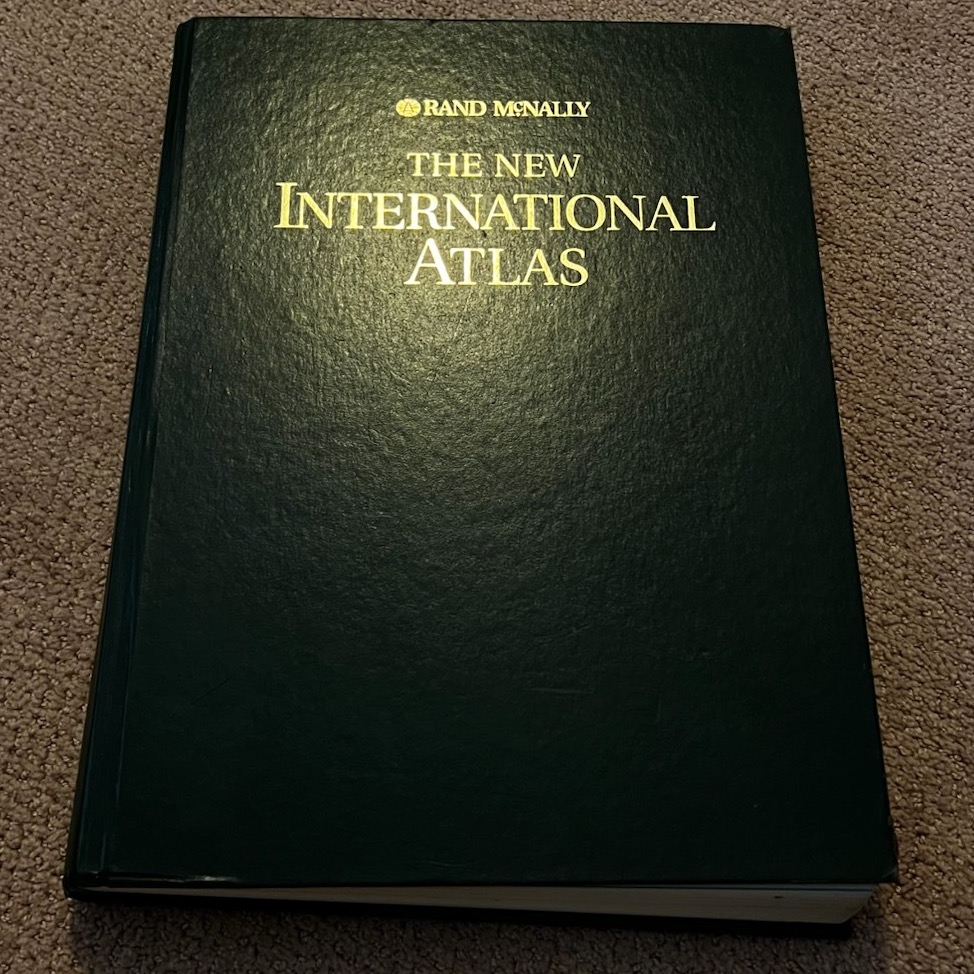 RAND McNALLY
THE NEW
INTERNATIONAL
ATLAS